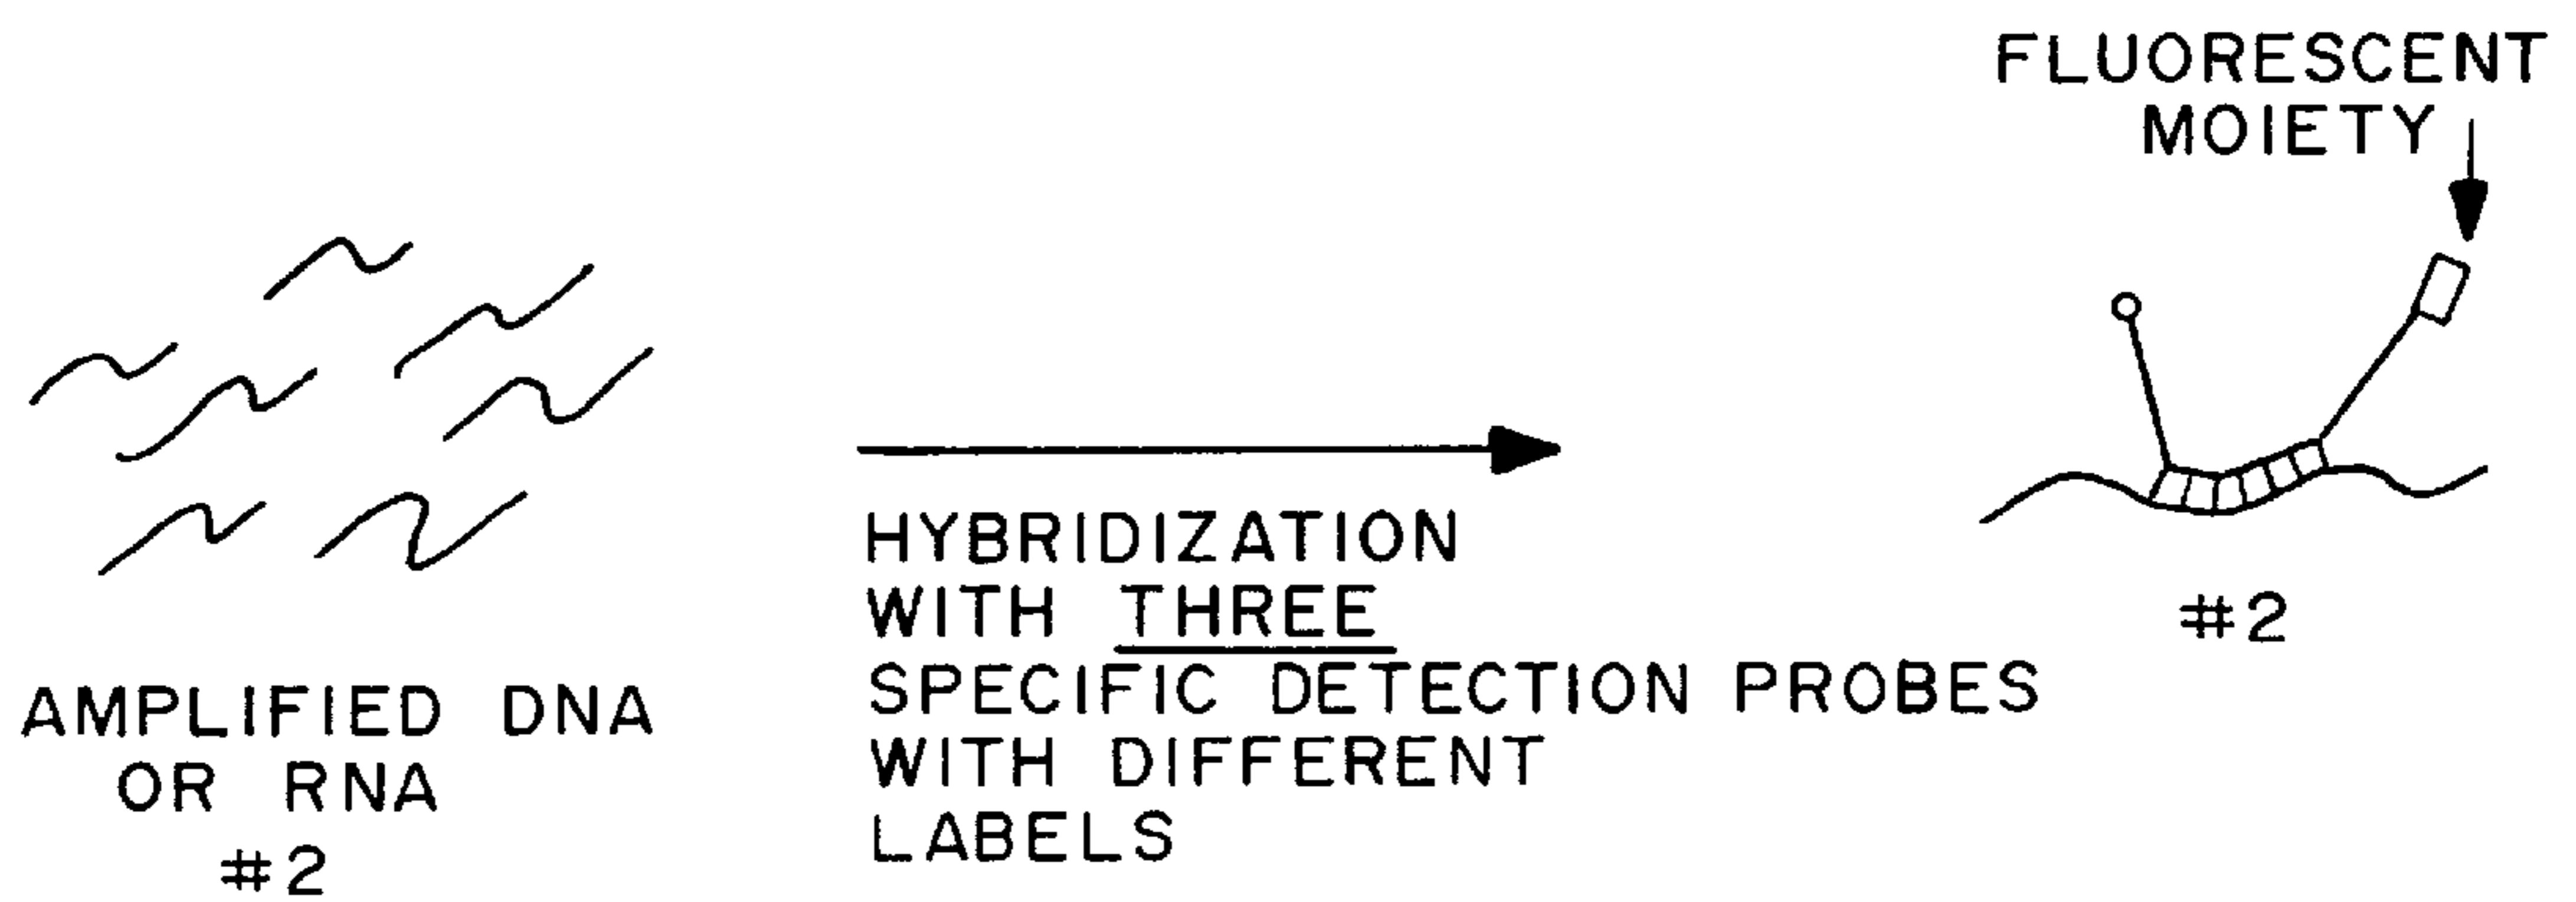 AMPLIFIED DNA
OR RNA
#2
HYBRIDIZATION
WITH THREE
SPECIFIC DETECTION PROBES
WITH DIFFERENT
LABELS
FLUORESCENT
MOIETY
#2